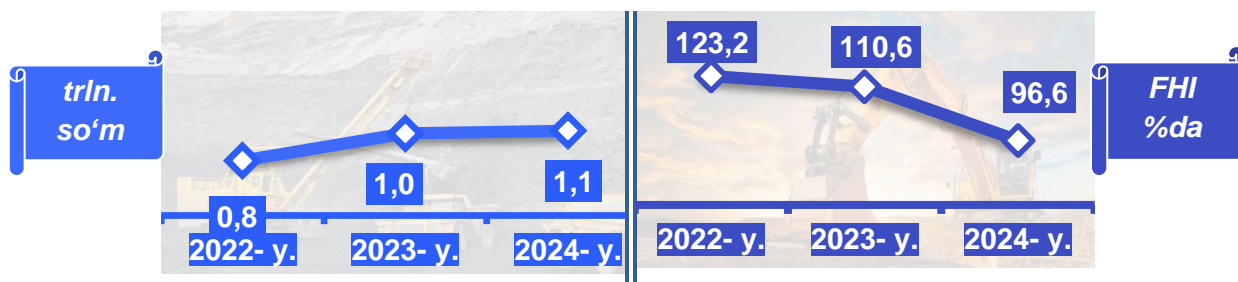 trln.
so‘m
0,8
1,0
1,1
2022- y.
2023- y.
2024- y.
123,2
110,6
96,6
2022- y.
2023- y.
2024- y.
FHI
%da